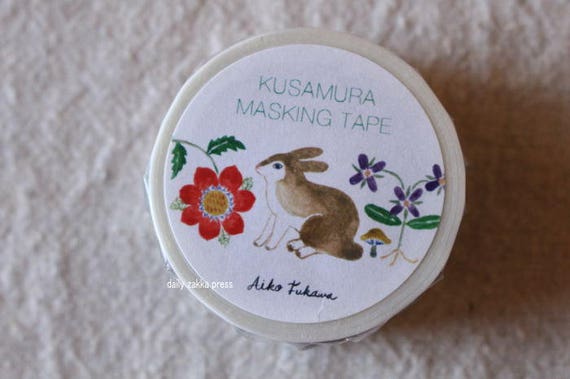 KUSAMURA
MASKING TAPE
daily zakka press
Aiko Fukawa